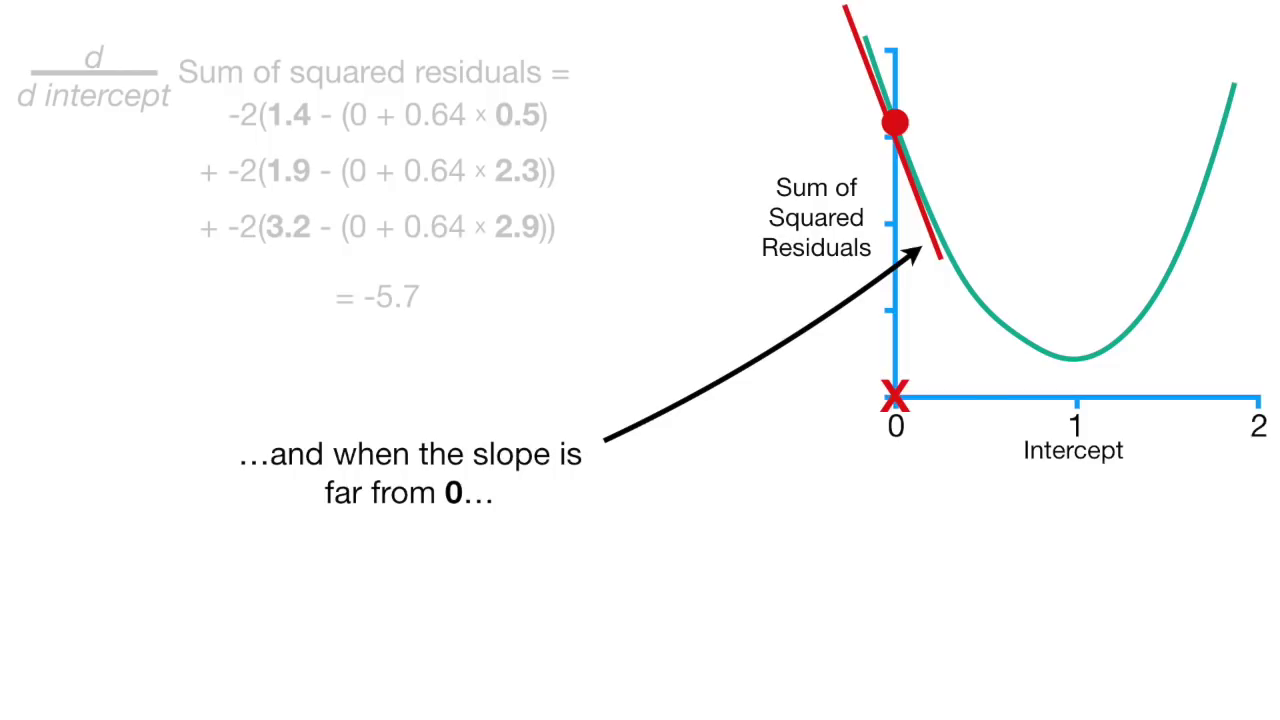 d
d intercept
Sum of squared residuals =
-2(1.4 - (0 + 0.64 x 0.5)
+ -2(1.9 - (0 + 0.64 x 2.3))
+ -2(3.2 - (0 + 0.64 x 2.9))
= -5.7
…and when the slope is
far from 0…
Sum of
Squared
Residuals
X
0
1
2
Intercept